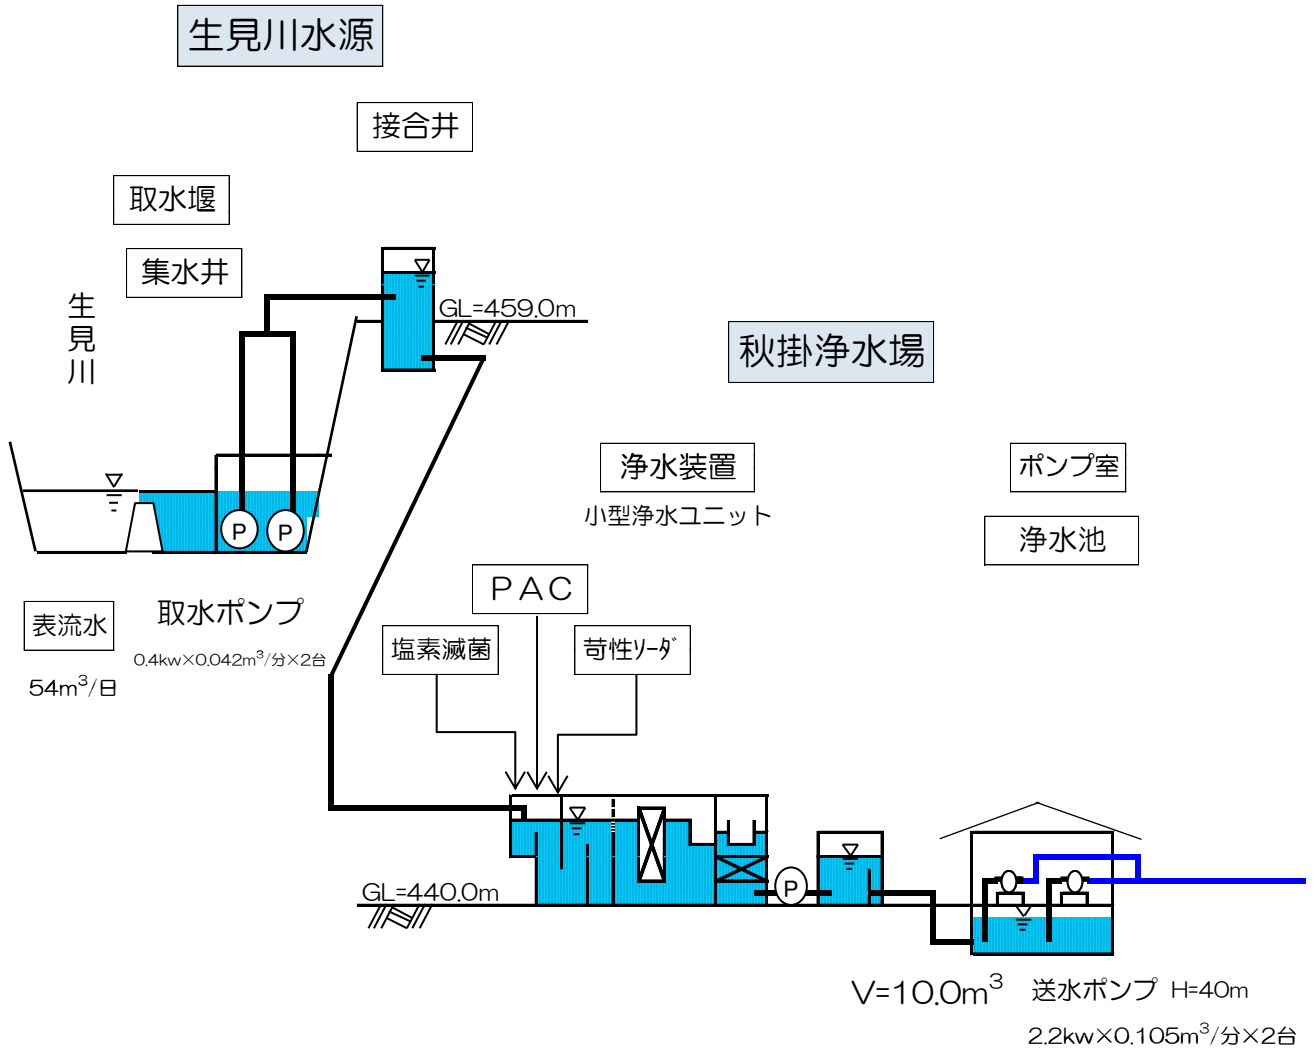 生見川水源
接合井
取水堰
集水井
生見川
GL=459.0m
秋掛浄水場
浄水装置
小型浄水ユニット
ポンプ室
浄水池
P
P
表流水
54m³/日
取水ポンプ
0.4kw×0.042m³/分×2台
PAC
塩素滅菌
苛性ｿｰﾀﾞ
GL=440.0m
P
V=10.0m³
送水ポンプ H=40m
2.2kw×0.105m³/分×2台